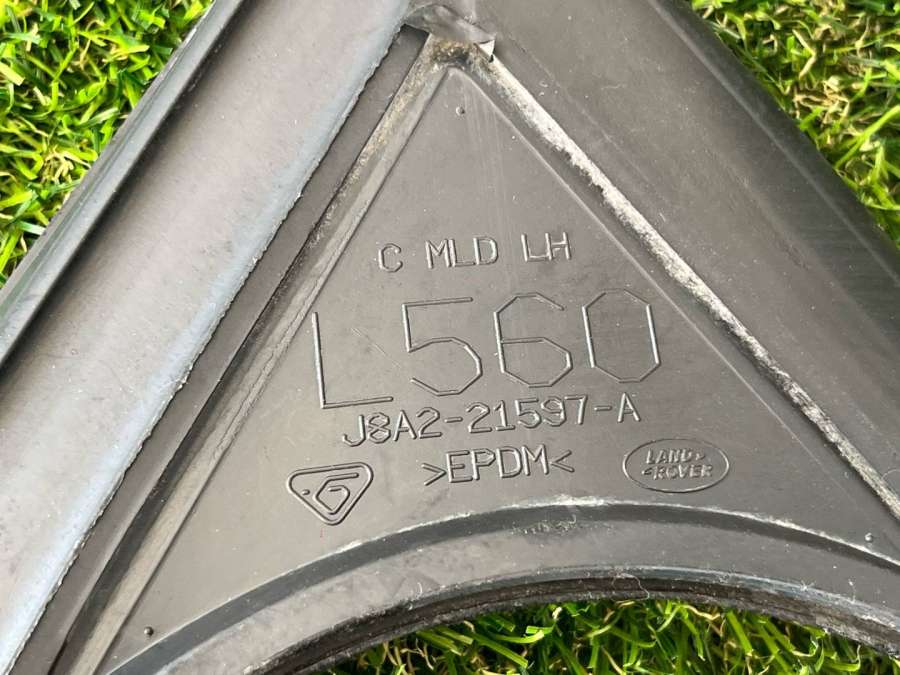 C MLD LH
L560
J8A2-21597-A
>EPDM<
G
LAND
ROVER